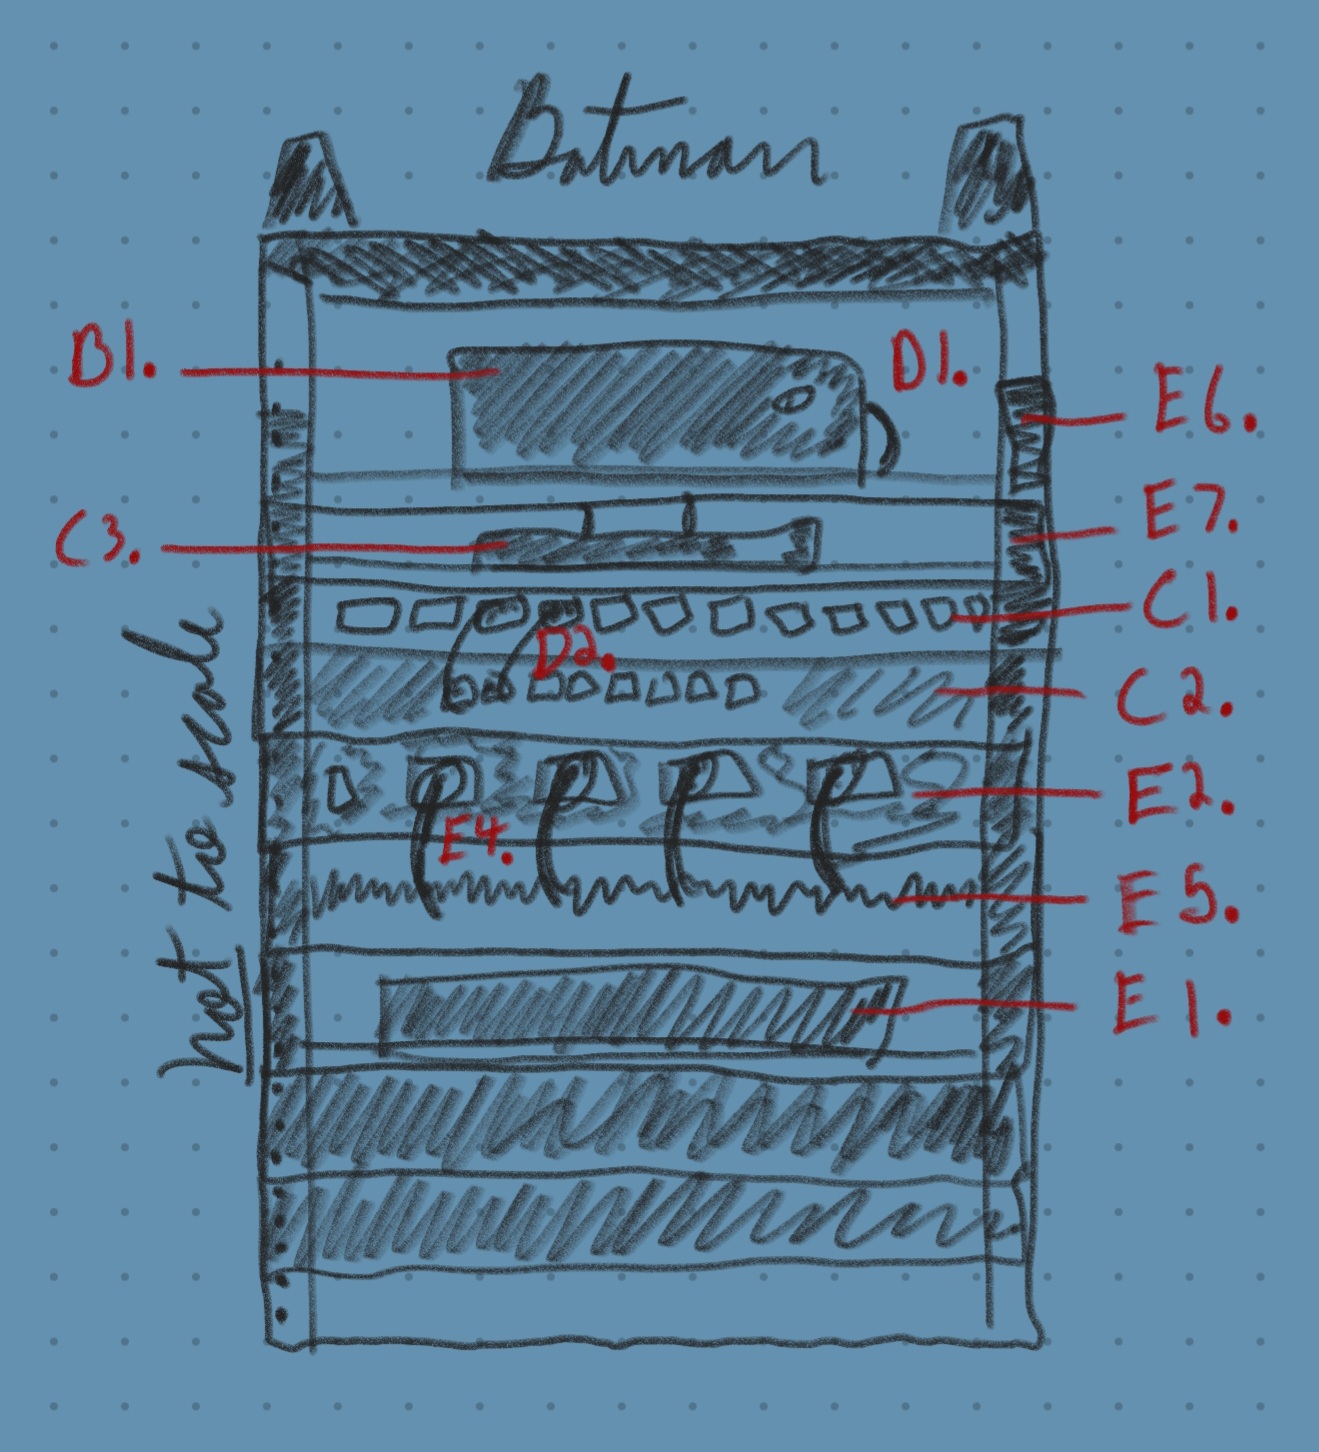 Batman
B1.
D1.
E6.
E7.
C3.
C1.
D2.
C2.
E2.
E4.
E5.
E1.
not to scale